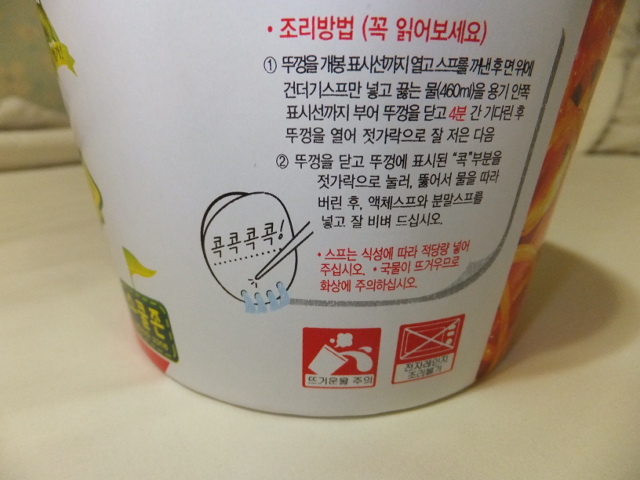 • 조리방법 (꼭 읽어보세요)
① 뚜껑을 개봉 표시선까지 열고 스프를 꺼낸 후 면 위에
건더기스프만 넣고 끓는 물(460ml)을 용기 안쪽
표시선까지 부어 뚜껑을 닫고 4분 간 기다린 후
뚜껑을 열어 젓가락으로 잘 저은 다음
② 뚜껑을 닫고 뚜껑에 표시된 “콕”부분을
젓가락으로 눌러, 뚫어서 물을 따라
버린 후, 액체스프와 분말스프를
넣고 잘 비벼 드십시오.
콕콕콕콕!
• 스프는 식성에 따라 적당량 넣어
주십시오. • 국물이 뜨거우므로
화상에 주의하십시오.
뜨거운물 주의
전자레인지
조리불가